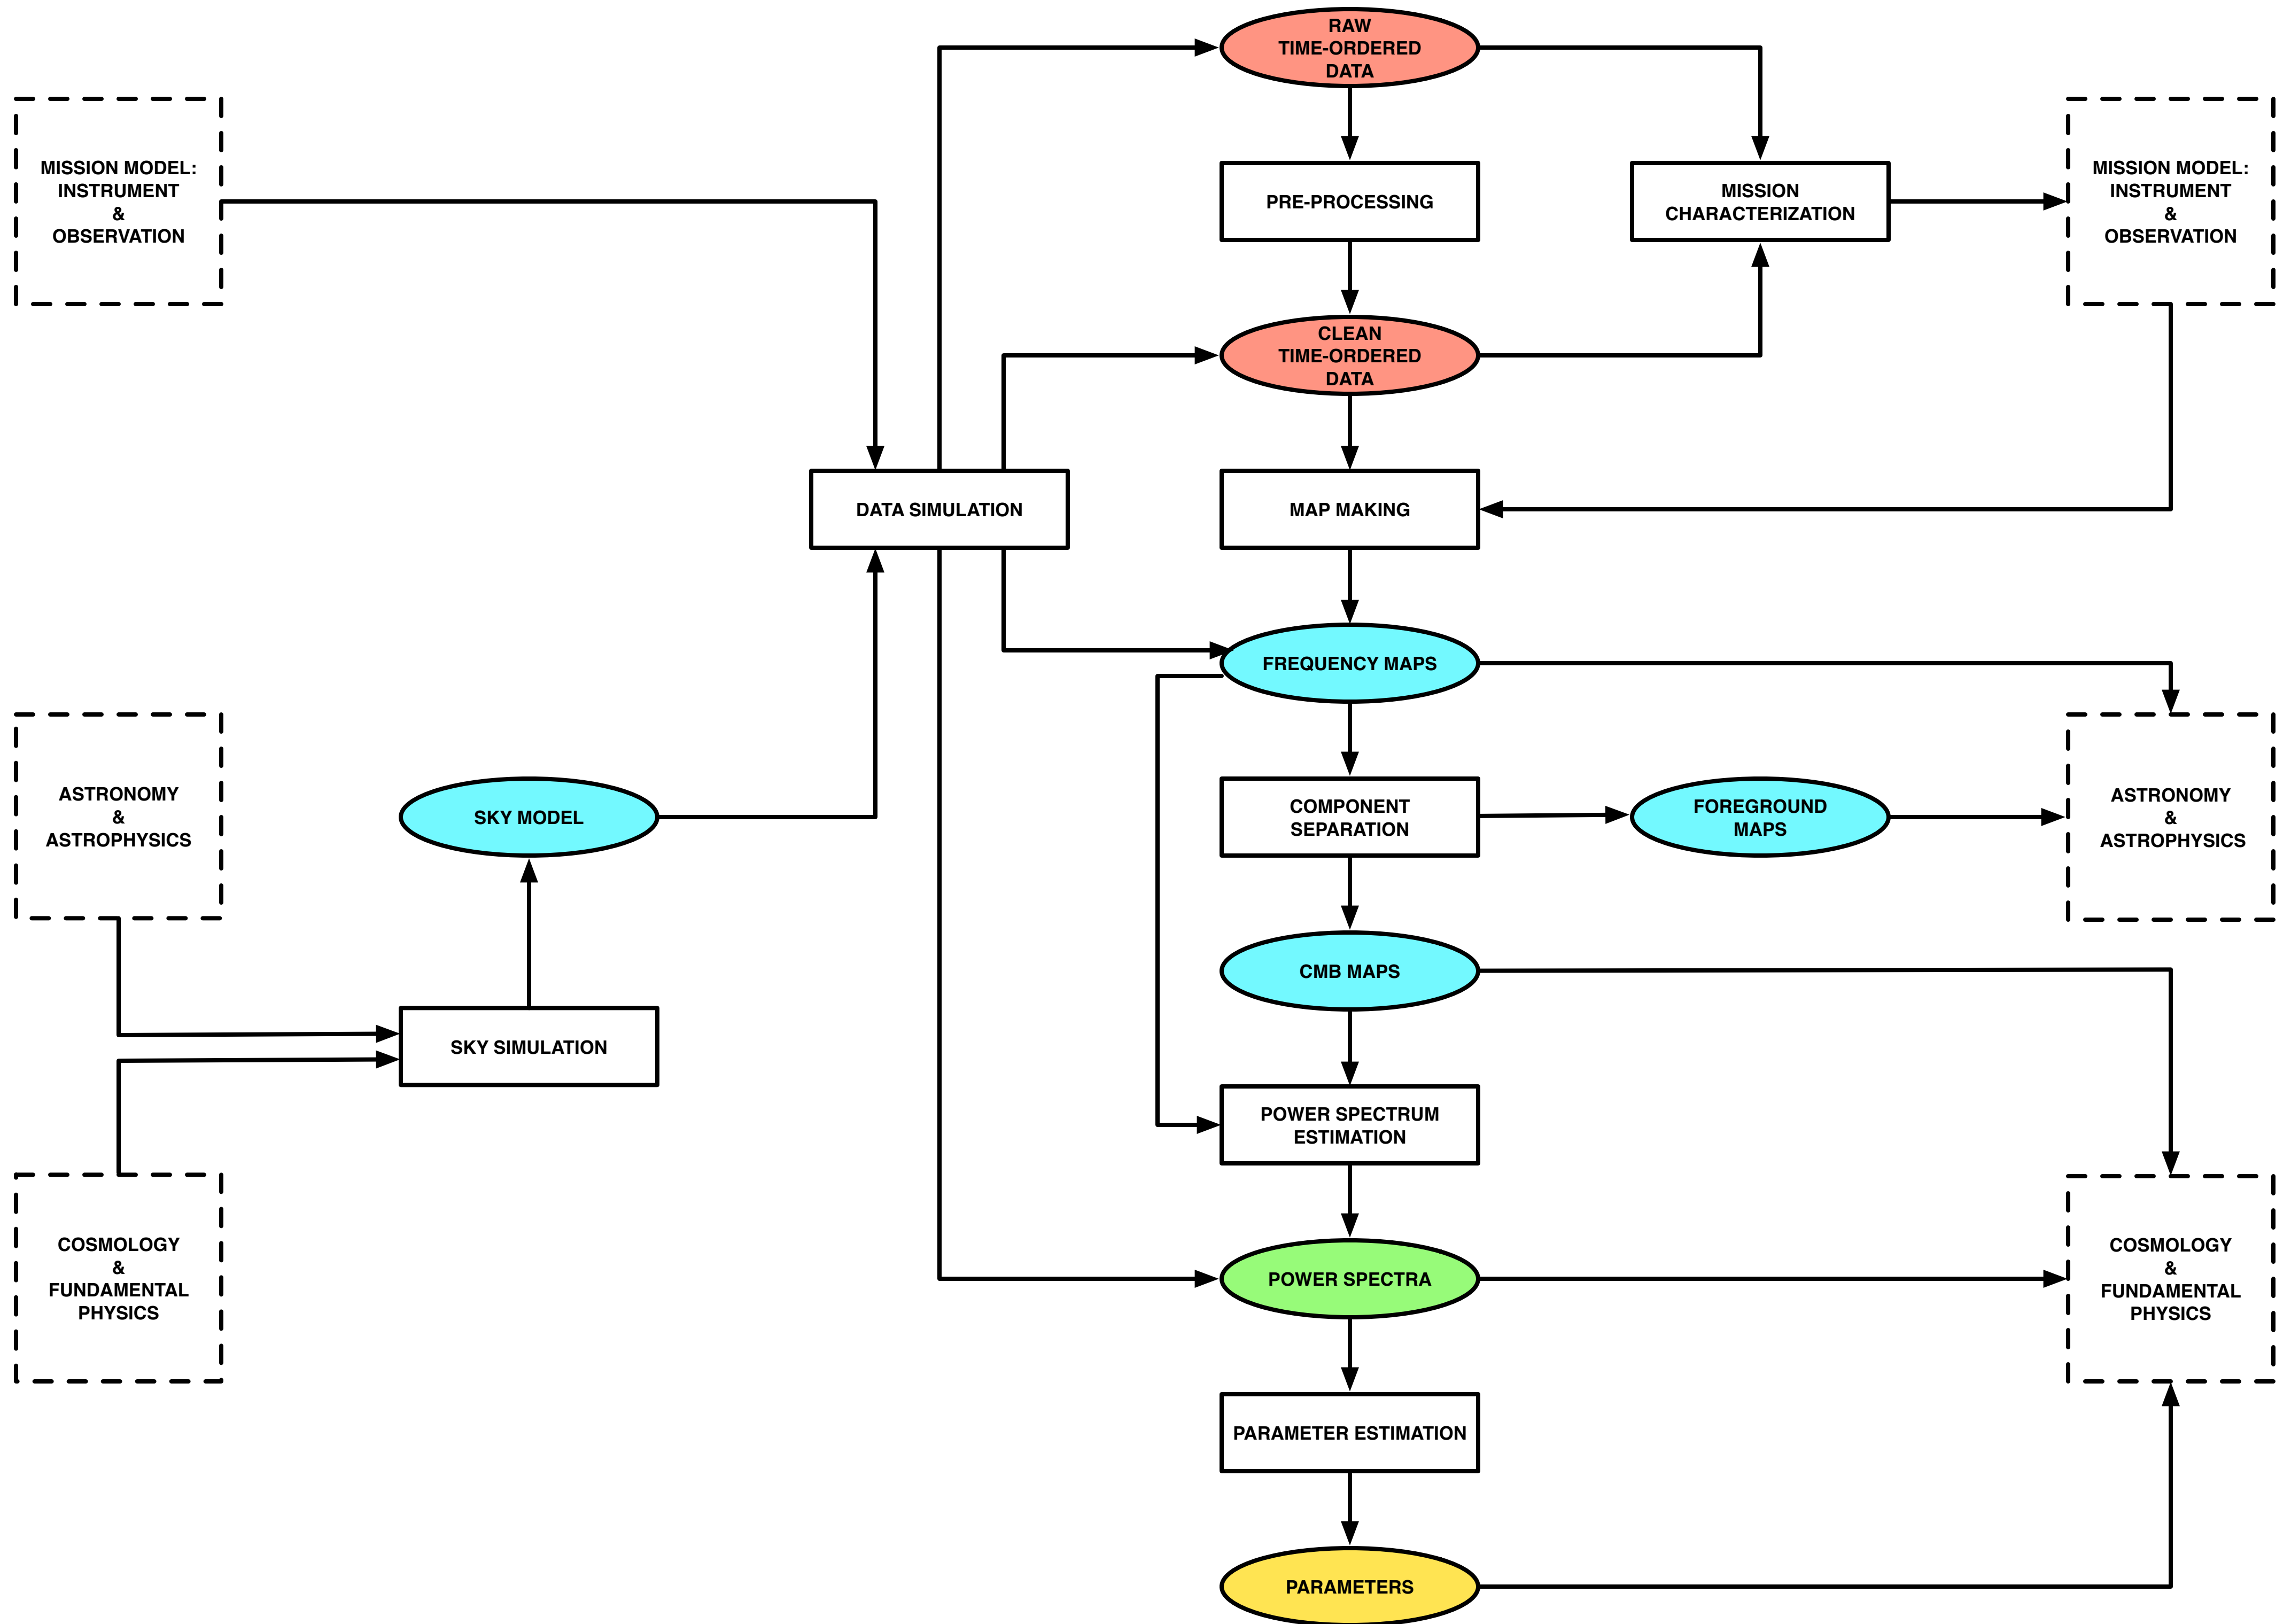 RAW
TIME-ORDERED
DATA
MISSION MODEL:
INSTRUMENT
&
OBSERVATION
PRE-PROCESSING
MISSION
CHARACTERIZATION
MISSION MODEL:
INSTRUMENT
&
OBSERVATION
CLEAN
TIME-ORDERED
DATA
DATA SIMULATION
MAP MAKING
FREQUENCY MAPS
ASTRONOMY
&
ASTROPHYSICS
SKY MODEL
COMPONENT
SEPARATION
FOREGROUND
MAPS
ASTRONOMY
&
ASTROPHYSICS
CMB MAPS
SKY SIMULATION
POWER SPECTRUM
ESTIMATION
COSMOLOGY
&
FUNDAMENTAL
PHYSICS
POWER SPECTRA
COSMOLOGY
&
FUNDAMENTAL
PHYSICS
PARAMETER ESTIMATION
PARAMETERS